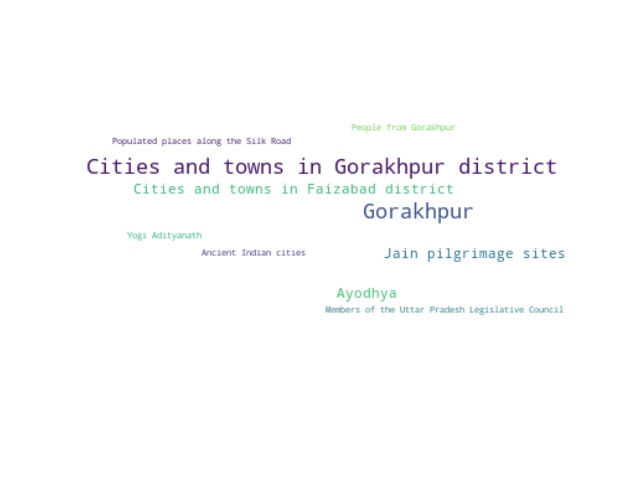 People from Gorakhpur
Populated places along the Silk Road
Cities and towns in Gorakhpur district
Cities and towns in Faizabad district
Gorakhpur
Yogi Adityanath
Ancient Indian cities
Jain pilgrimage sites
Ayodhya
Members of the Uttar Pradesh Legislative Council